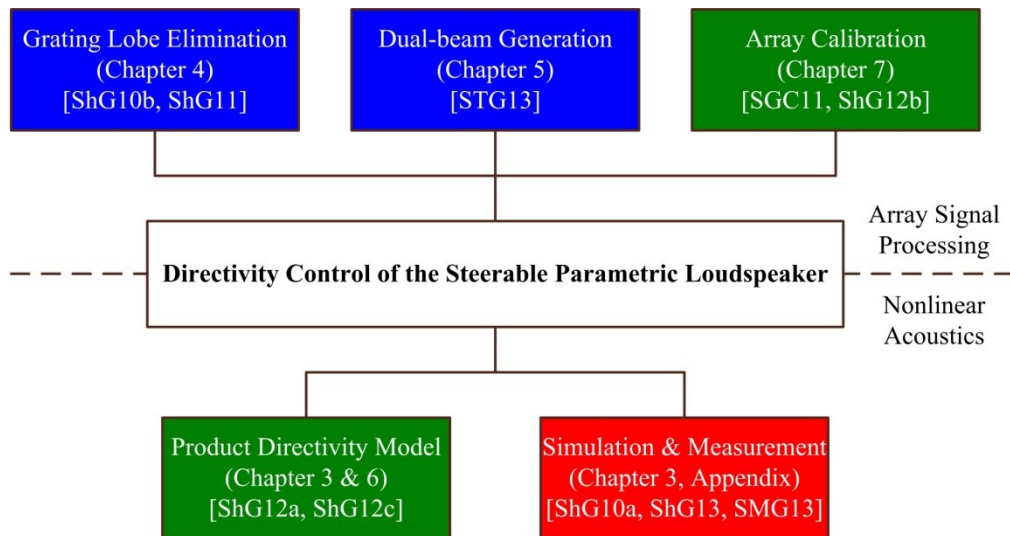 Grating Lobe Elimination
(Chapter 4)
[ShG10b, ShG11]
Dual-beam Generation
(Chapter 5)
[STG13]
Array Calibration
(Chapter 7)
[SGC11, ShG12b]
Array Signal
Processing
Directivity Control of the Steerable Parametric Loudspeaker
Nonlinear
Acoustics
Product Directivity Model
(Chapter 3 & 6)
[ShG12a, ShG12c]
Simulation & Measurement
(Chapter 3, Appendix)
[ShG10a, ShG13, SMG13]